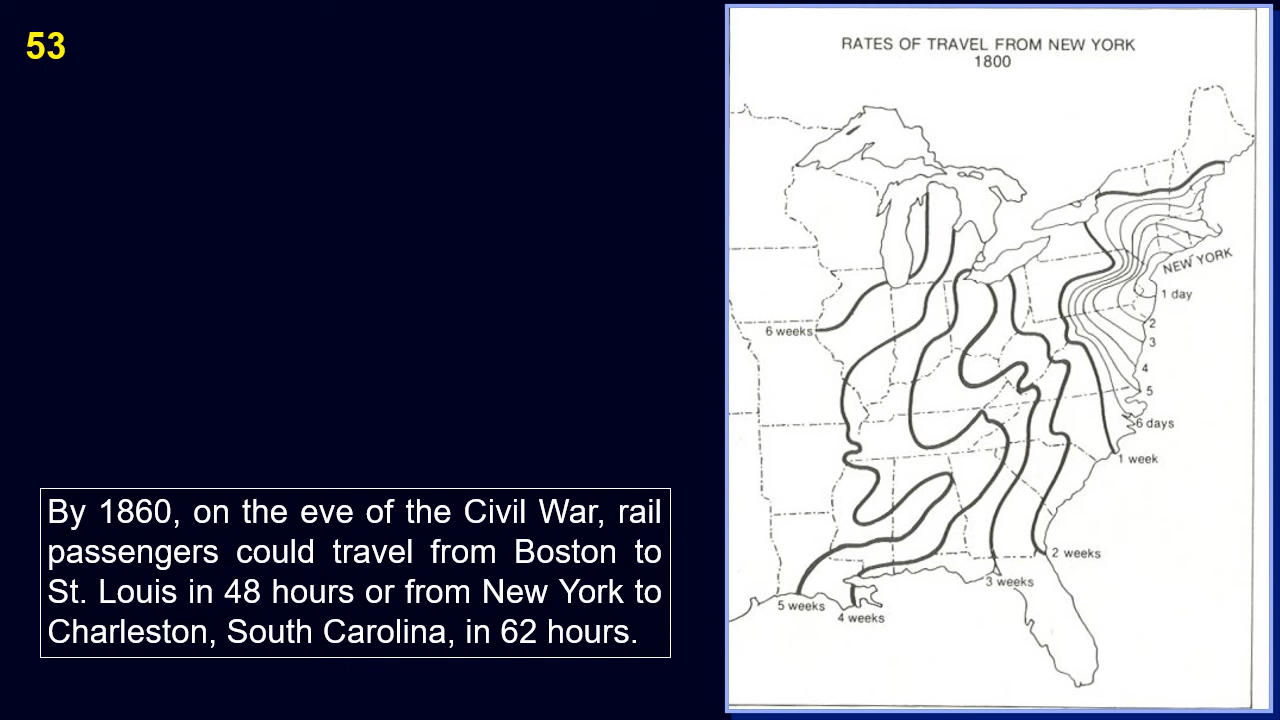 53
RATES OF TRAVEL FROM NEW YORK
1800
NEW YORK
1 day
2
3
6 weeks
4
5
6 days
1 week
By 1860, on the eve of the Civil War, rail
passengers could travel from Boston to
St. Louis in 48 hours or from New York to
Charleston, South Carolina, in 62 hours.
2 weeks
3 weeks
5 weeks
4 weeks